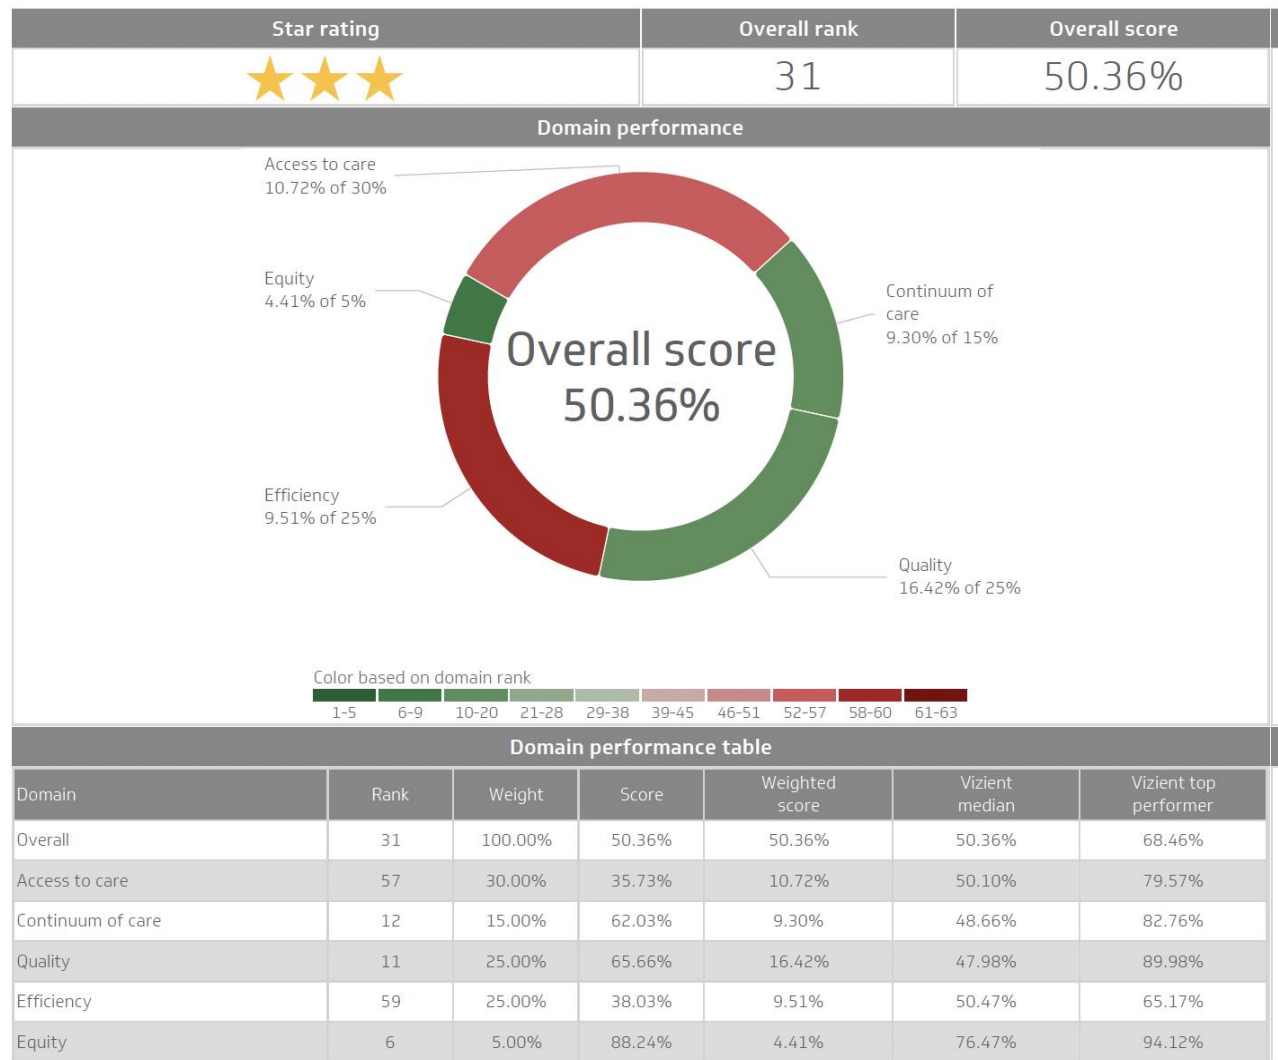 Star rating Overall rank Overall score
31 50.36%
Domain performance
Access to care
10.72% of 30%
Equity
4.41% of 5%
Continuum of
care
9.30% of 15%
Overall score
50.36%
Efficiency
9.51% of 25%
Quality
16.42% of 25%
Color based on domain rank
1-5 6-9 10-20 21-28 29-38 39-45 46-51 52-57 58-60 61-63
Domain performance table
Domain Rank Weight Score Weighted score Vizient median Vizient top performer
Overall 31 100.00% 50.36% 50.36% 50.36% 68.46%
Access to care 57 30.00% 35.73% 10.72% 50.10% 79.57%
Continuum of care 12 15.00% 62.03% 9.30% 48.66% 82.76%
Quality 11 25.00% 65.66% 16.42% 47.98% 89.98%
Efficiency 59 25.00% 38.03% 9.51% 50.47% 65.17%
Equity 6 5.00% 88.24% 4.41% 76.47% 94.12%